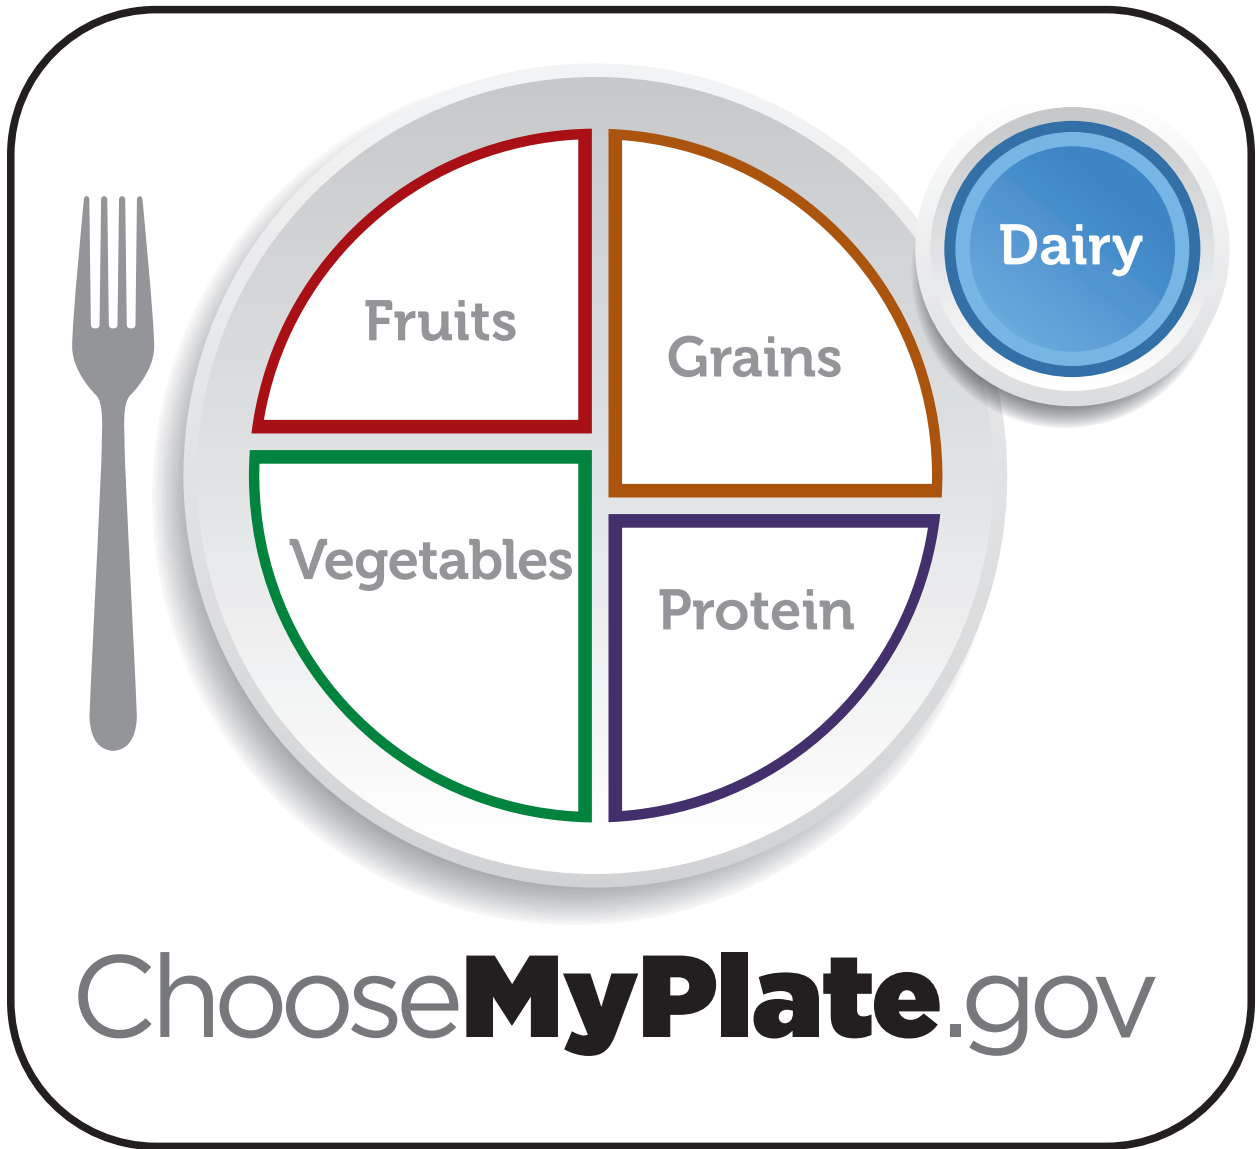 Fruits
Grains
Dairy
Vegetables
Protein
ChooseMyPlate.gov